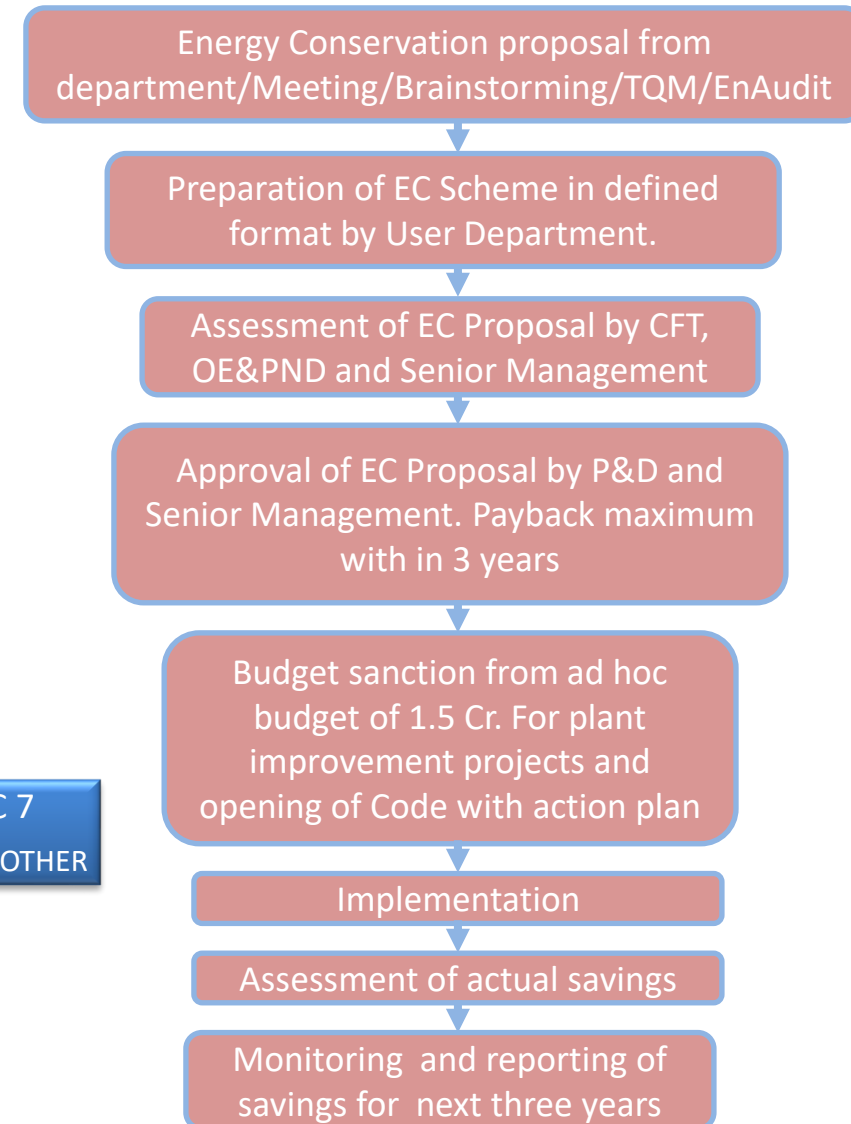 Energy Conservation proposal from
department/Meeting/Brainstorming/TQM/EnAudit
Preparation of EC Scheme in defined
format by User Department.
Assessment of EC Proposal by CFT,
OE&PND and Senior Management
Approval of EC Proposal by P&D and
Senior Management. Payback maximum
with in 3 years
Budget sanction from ad hoc
budget of 1.5 Cr. For plant
improvement projects and
opening of Code with action plan
7
OTHER
Implementation
Assessment of actual savings
Monitoring and reporting of
savings for next three years